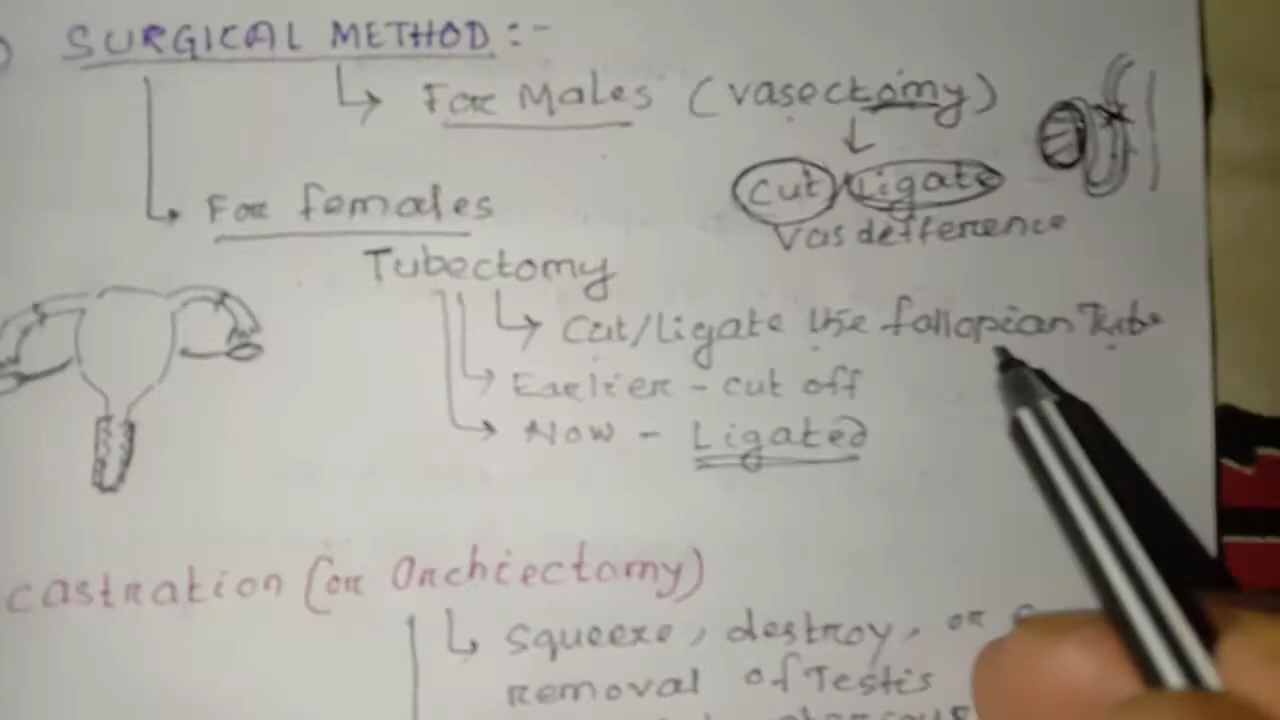 SURGICAL METHOD :-
For Males (vasectomy)
cut/Ligate
Vas defference
For females
Tubectomy
Cut/Ligate the fallopian Tube
Earlier - cut off
Now - Ligated
castration (or Orchiectomy)
squeeze, destroy, or
removal of Testis